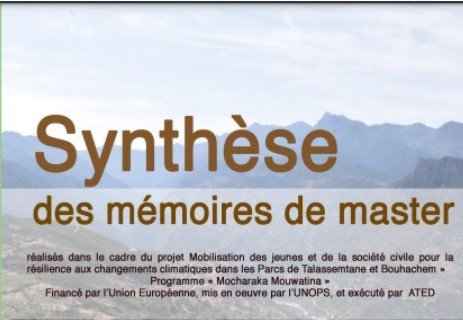 Synthèse
des mémoires de master
réalisés dans le cadre du projet Mobilisation des jeunes et de la société civile pour la
résilience aux changements climatiques dans les Parcs de Talassemtane et Bouhachem »
Programme « Mocharaka Mouwatina »
Financé par l'Union Européenne, mis en oeuvre par l'UNOPS, et exécuté par ATED